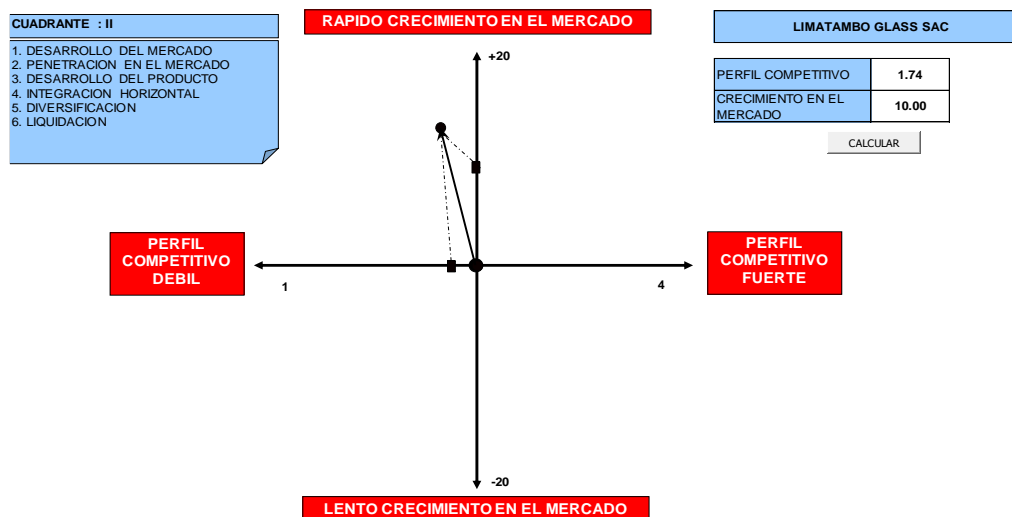 CUADRANTE : II
1. DESARROLLO DEL MERCADO
2. PENETRACION EN EL MERCADO
3. DESARROLLO DEL PRODUCTO
4. INTEGRACION HORIZONTAL
5. DIVERSIFICACION
6. LIQUIDACION
RAPIDO CRECIMIENTO EN EL MERCADO
+20
LIMATAMBO GLASS SAC
PERFIL COMPETITIVO 1.74
CRECIMIENTO EN EL
MERCADO 10.00
CALCULAR
PERFIL
COMPETITIVO
DEBIL
1
4
PERFIL
COMPETITIVO
FUERTE
-20
LENTO CRECIMIENTO EN EL MERCADO